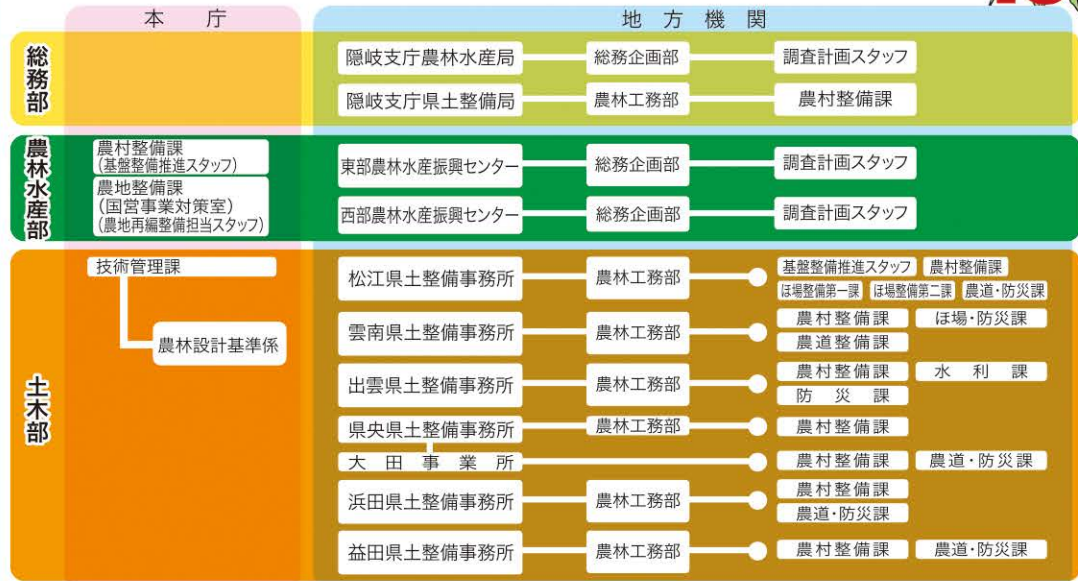 本庁
地方機関
総務部
隠岐支庁農林水産局 総務企画部 調査計画スタッフ
隠岐支庁県土整備局 農林工務部 農村整備課
農林水産部
農村整備課
(基盤整備推進スタッフ)
農地整備課
(国営事業対策室)
(農地再編整備担当スタッフ)
東部農林水産振興センター 総務企画部 調査計画スタッフ
西部農林水産振興センター 総務企画部 調査計画スタッフ
土木部
技術管理課
農林設計基準係
松江県土整備事務所 農林工務部 基盤整備推進スタッフ 農村整備課
ほ場整備第一課 ほ場整備第二課 農道・防災課
雲南県土整備事務所 農林工務部 農村整備課 ほ場・防災課
農道整備課
出雲県土整備事務所 農林工務部 農村整備課 水利課
防災課
県央県土整備事務所 農林工務部 農村整備課
大田事業所 農村整備課 農道・防災課
浜田県土整備事務所 農林工務部 農村整備課
農道・防災課
益田県土整備事務所 農林工務部 農村整備課 農道・防災課